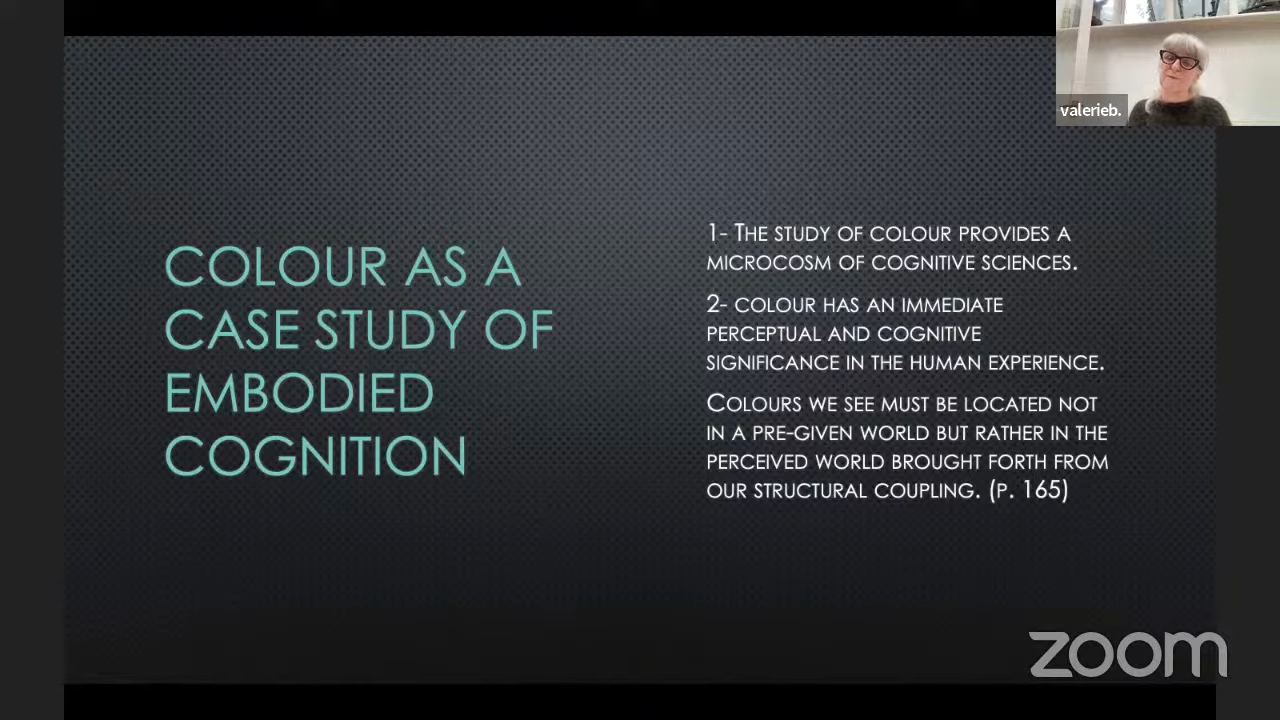 valerieb.
COLOUR AS A
CASE STUDY OF
EMBODIED
COGNITION
1- THE STUDY OF COLOUR PROVIDES A
MICROCOSM OF COGNITIVE SCIENCES.
2- COLOUR HAS AN IMMEDIATE
PERCEPTUAL AND COGNITIVE
SIGNIFICANCE IN THE HUMAN EXPERIENCE.
COLOURS WE SEE MUST BE LOCATED NOT
IN A PRE-GIVEN WORLD BUT RATHER IN THE
PERCEIVED WORLD BROUGHT FORTH FROM
OUR STRUCTURAL COUPLING. (P. 165)
zoom